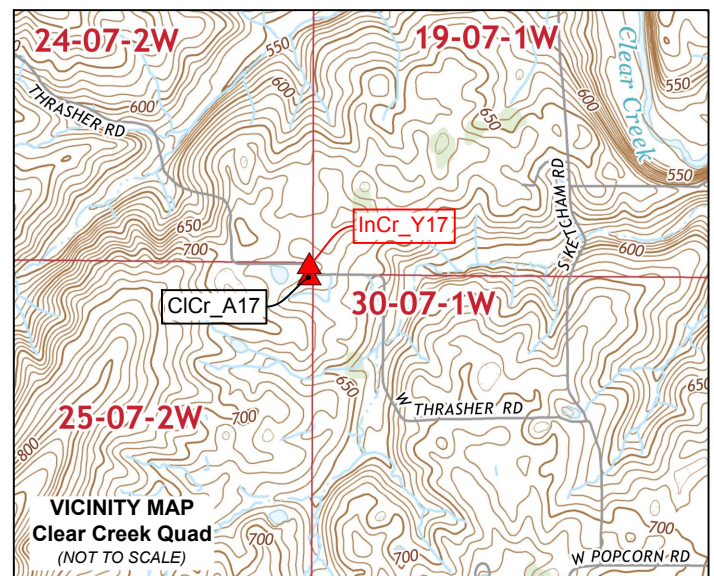 24-07-2W
19-07-1W
550
600
THRASHER RD
600
650
600
Clear Creek
550
550
S KETCHAM RD
650
700
InCr_Y17
600
ClCr_A17
30-07-1W
650
650
25-07-2W
700
W THRASHER RD
800
VICINITY MAP
Clear Creek Quad
(NOT TO SCALE)
700
700
700
W POPCORN RD